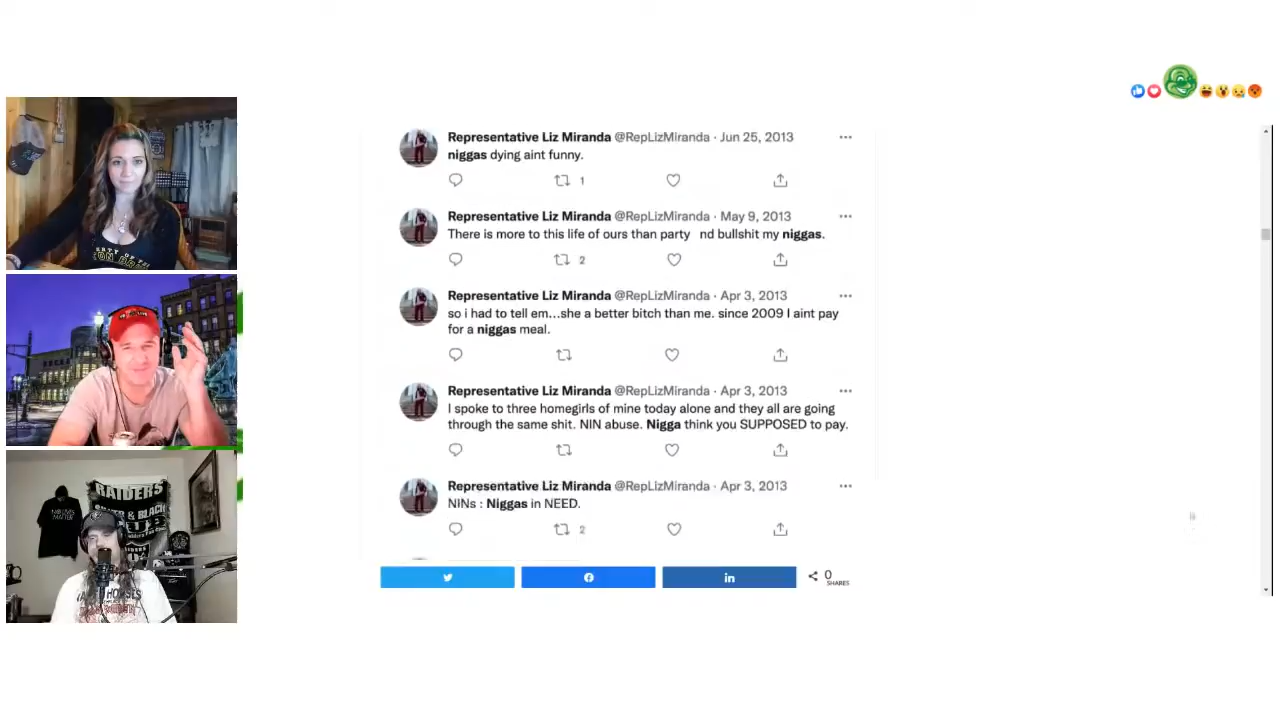 Representative Liz Miranda @RepLizMiranda · Jun 25, 2013
niggas dying aint funny.
1
Representative Liz Miranda @RepLizMiranda · May 9, 2013
There is more to this life of ours than party nd bullshit my niggas.
2
Representative Liz Miranda @RepLizMiranda · Apr 3, 2013
so i had to tell em...she a better bitch than me. since 2009 I aint pay
for a niggas meal.
Representative Liz Miranda @RepLizMiranda · Apr 3, 2013
I spoke to three homegirls of mine today alone and they all are going
through the same shit. NIN abuse. Nigga think you SUPPOSED to pay.
Representative Liz Miranda @RepLizMiranda · Apr 3, 2013
NINs : Niggas in NEED.
2
0
SHARES
RAIDERS